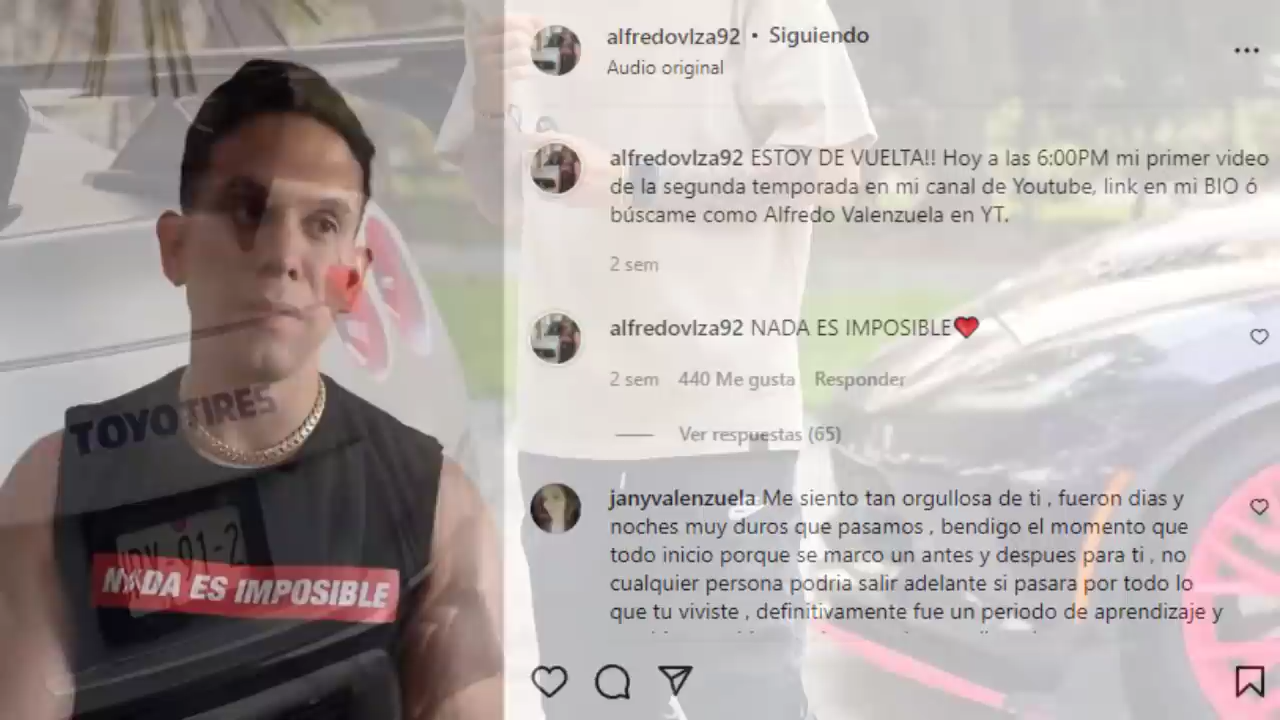 alfredovlza92 • Siguiendo
Audio original
alfredovlza92 ESTOY DE VUELTA!! Hoy a las 6:00PM mi primer video
de la segunda temporada en mi canal de Youtube, link en mi BIO ó
búscame como Alfredo Valenzuela en YT.
2 sem
alfredovlza92 NADA ES IMPOSIBLE❤️
2 sem 440 Me gusta Responder
Ver respuestas (65)
janyvalenzuela Me siento tan orgullosa de ti , fueron dias y
noches muy duros que pasamos , bendigo el momento que
todo inicio porque se marco un antes y despues para ti , no
cualquier persona podria salir adelante si pasara por todo lo
que tu viviste , definitivamente fue un periodo de aprendizaje y
TOYO TIRES
NADA ES IMPOSIBLE